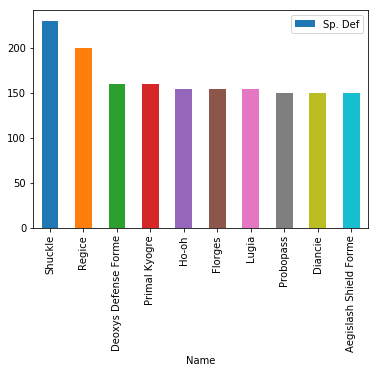 Sp. Def
200
150
100
50
0
Shuckle
Regice
Deoxys Defense Forme
Primal Kyogre
Ho-oh
Florges
Lugia
Probopass
Diancie
Aegislash Shield Forme
Name